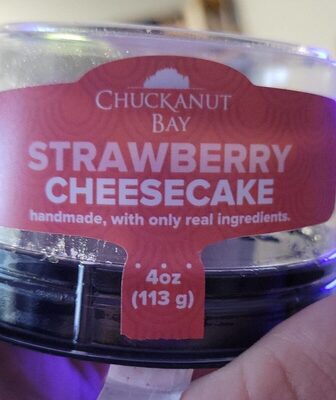 CHUCKANUT
BAY
STRAWBERRY
CHEESECAKE
handmade, with only real ingredients.
4oz
(113 g)